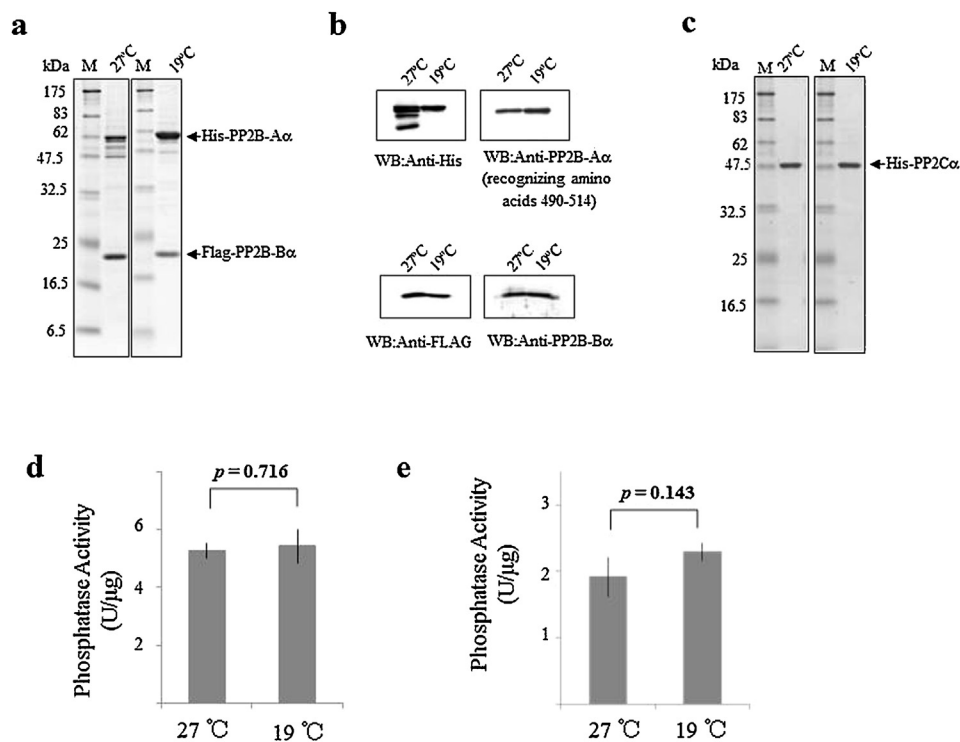 a
kDa M 27°C M 19°C
175
83
62
47.5
32.5
25
16.5
6.5
His-PP2B-Aα
Flag-PP2B-Bα
b
27°C 19°C
WB:Anti-His
27°C 19°C
WB:Anti-PP2B-Aα
(recognizing amino
acids 490-514)
27°C 19°C
WB:Anti-FLAG
27°C 19°C
WB:Anti-PP2B-Bα
c
kDa M 27°C M 19°C
175
83
62
47.5
32.5
25
16.5
His-PP2Cα
d
p = 0.716
Phosphatase Activity
(U/μg)
6
4
2
27 ℃ 19 ℃
e
p = 0.143
Phosphatase Activity
(U/μg)
3
2
1
27 ℃ 19 ℃